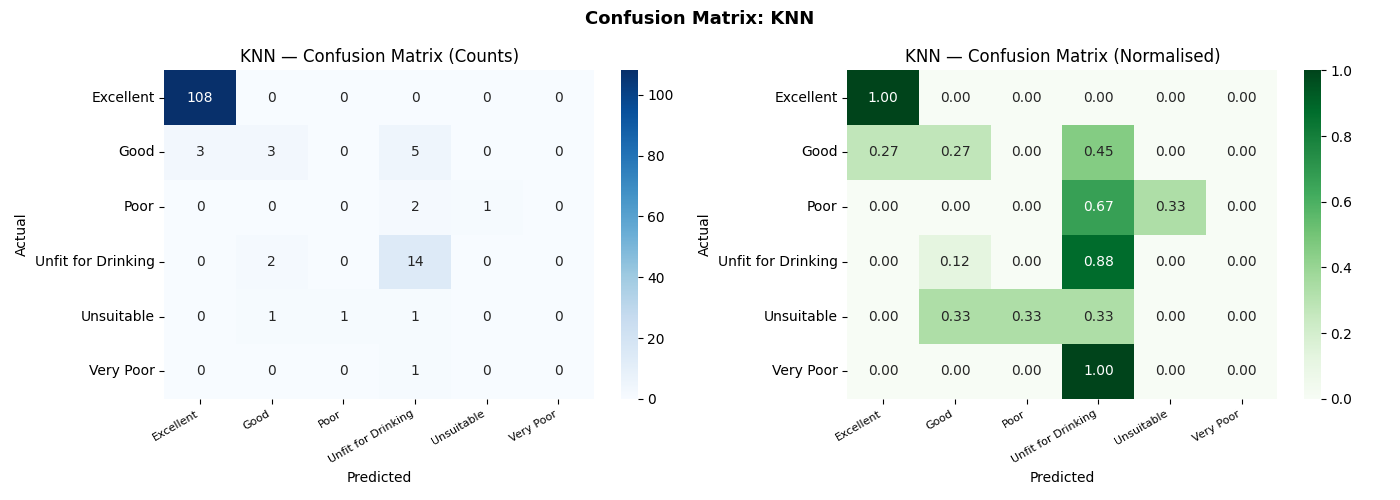 Confusion Matrix: KNN
KNN — Confusion Matrix (Counts)
Actual
Excellent 108 0 0 0 0 0
Good 3 3 0 5 0 0
Poor 0 0 0 2 1 0
Unfit for Drinking 0 2 0 14 0 0
Unsuitable 0 1 1 1 0 0
Very Poor 0 0 0 1 0 0
Excellent Good Poor Unfit for Drinking Unsuitable Very Poor
Predicted
100
80
60
40
20
0
KNN — Confusion Matrix (Normalised)
Actual
Excellent 1.00 0.00 0.00 0.00 0.00 0.00
Good 0.27 0.27 0.00 0.45 0.00 0.00
Poor 0.00 0.00 0.00 0.67 0.33 0.00
Unfit for Drinking 0.00 0.12 0.00 0.88 0.00 0.00
Unsuitable 0.00 0.33 0.33 0.33 0.00 0.00
Very Poor 0.00 0.00 0.00 1.00 0.00 0.00
Excellent Good Poor Unfit for Drinking Unsuitable Very Poor
Predicted
1.0
0.8
0.6
0.4
0.2
0.0